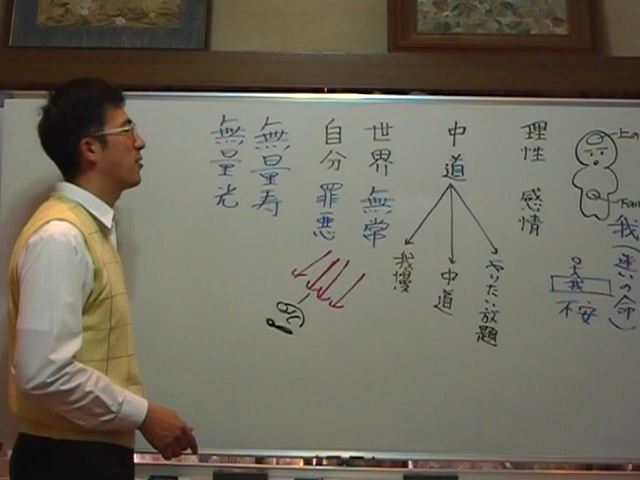 我(迷いの命)
不安
我
理性 感情
中道
やりたい放題
中道
我慢
世界 無常
自分 罪悪
無量寿
無量光